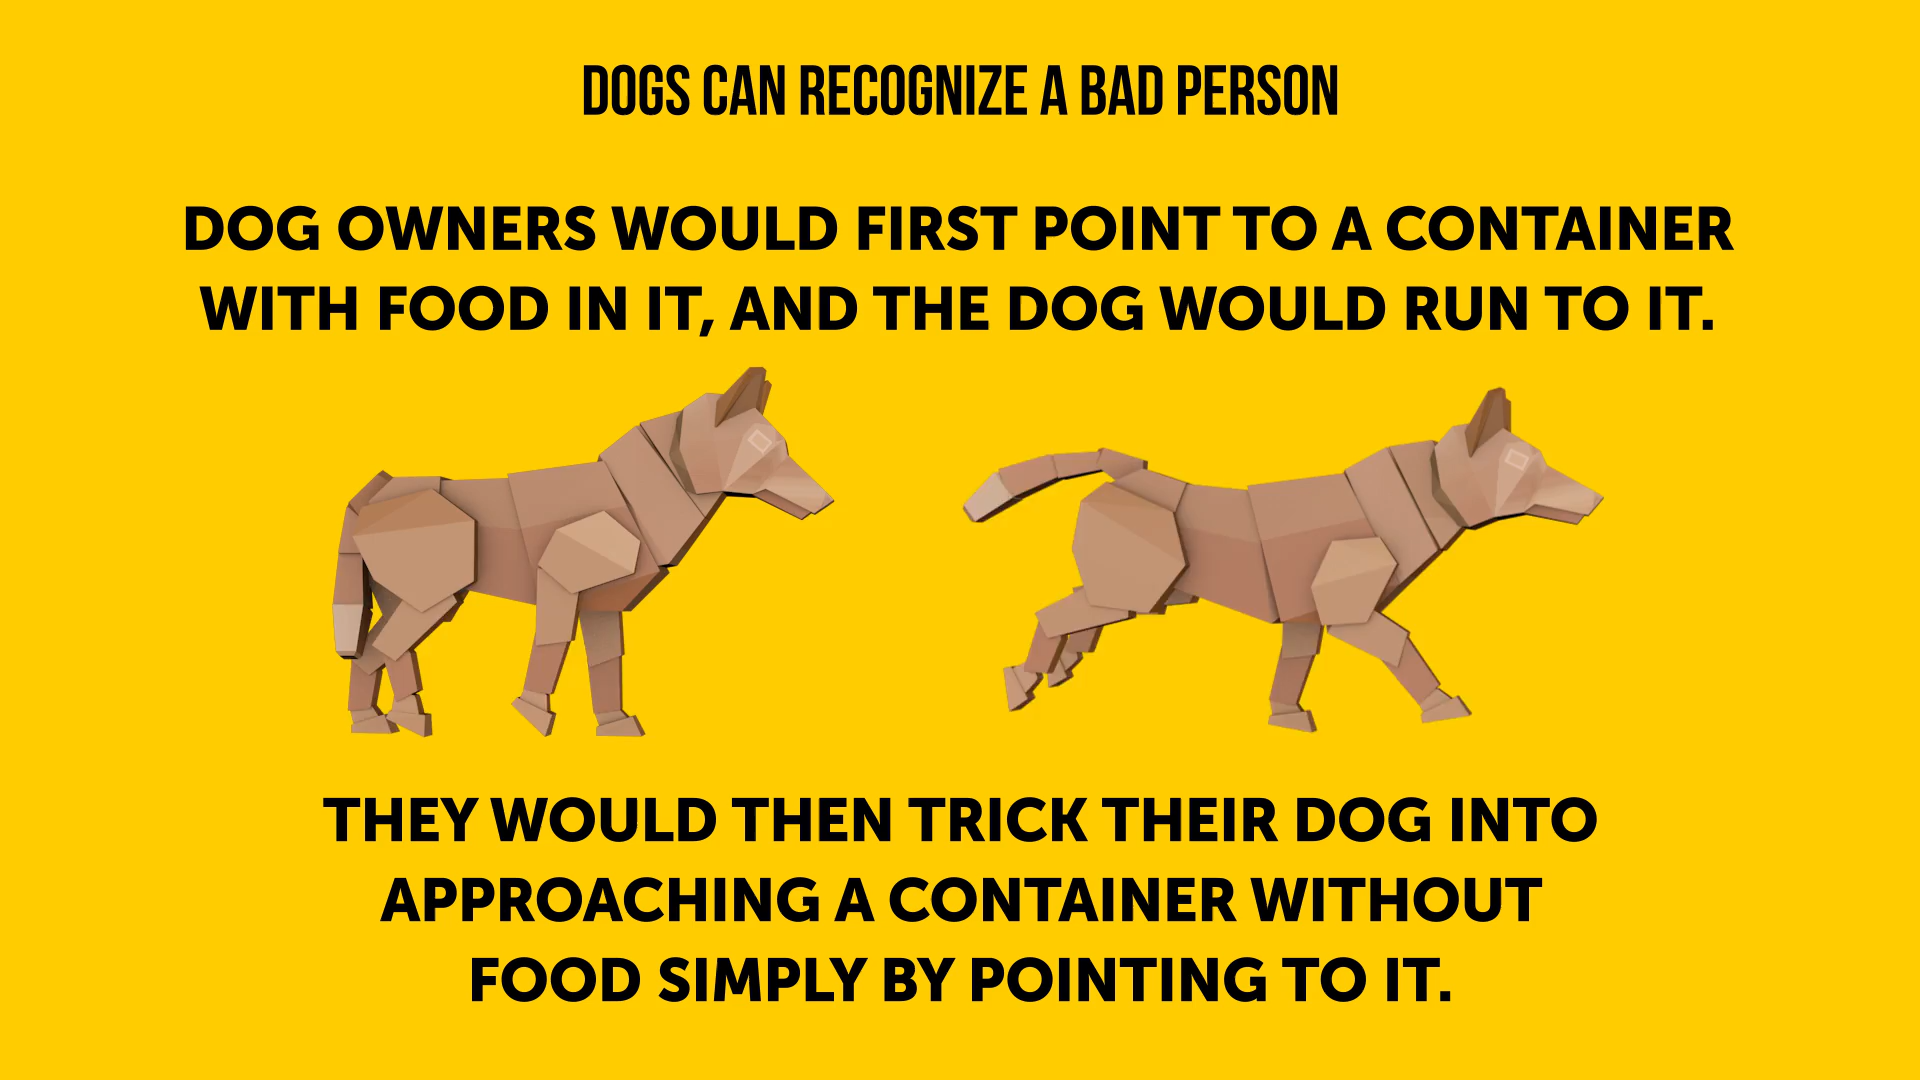 DOGS CAN RECOGNIZE A BAD PERSON
DOG OWNERS WOULD FIRST POINT TO A CONTAINER
WITH FOOD IN IT, AND THE DOG WOULD RUN TO IT.
THEY WOULD THEN TRICK THEIR DOG INTO
APPROACHING A CONTAINER WITHOUT
FOOD SIMPLY BY POINTING TO IT.